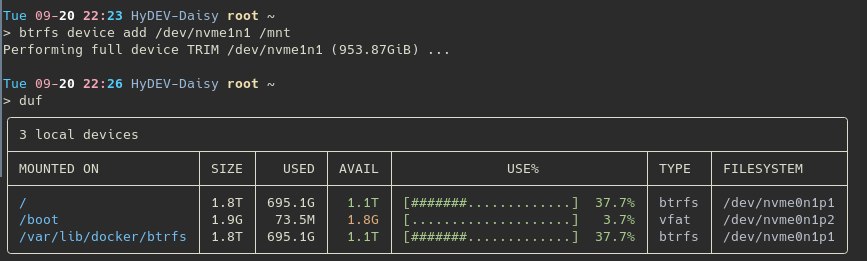 Tue 09-20 22:23 HyDEV-Daisy root ~
> btrfs device add /dev/nvme1n1 /mnt
Performing full device TRIM /dev/nvme1n1 (953.87GiB) ...
Tue 09-20 22:26 HyDEV-Daisy root ~
> duf
3 local devices
MOUNTED ON SIZE USED AVAIL USE% TYPE FILESYSTEM
/ 1.8T 695.1G 1.1T [#######.............] 37.7% btrfs /dev/nvme0n1p1
/boot 1.9G 73.5M 1.8G [....................] 3.7% vfat /dev/nvme0n1p2
/var/lib/docker/btrfs 1.8T 695.1G 1.1T [#######.............] 37.7% btrfs /dev/nvme0n1p1